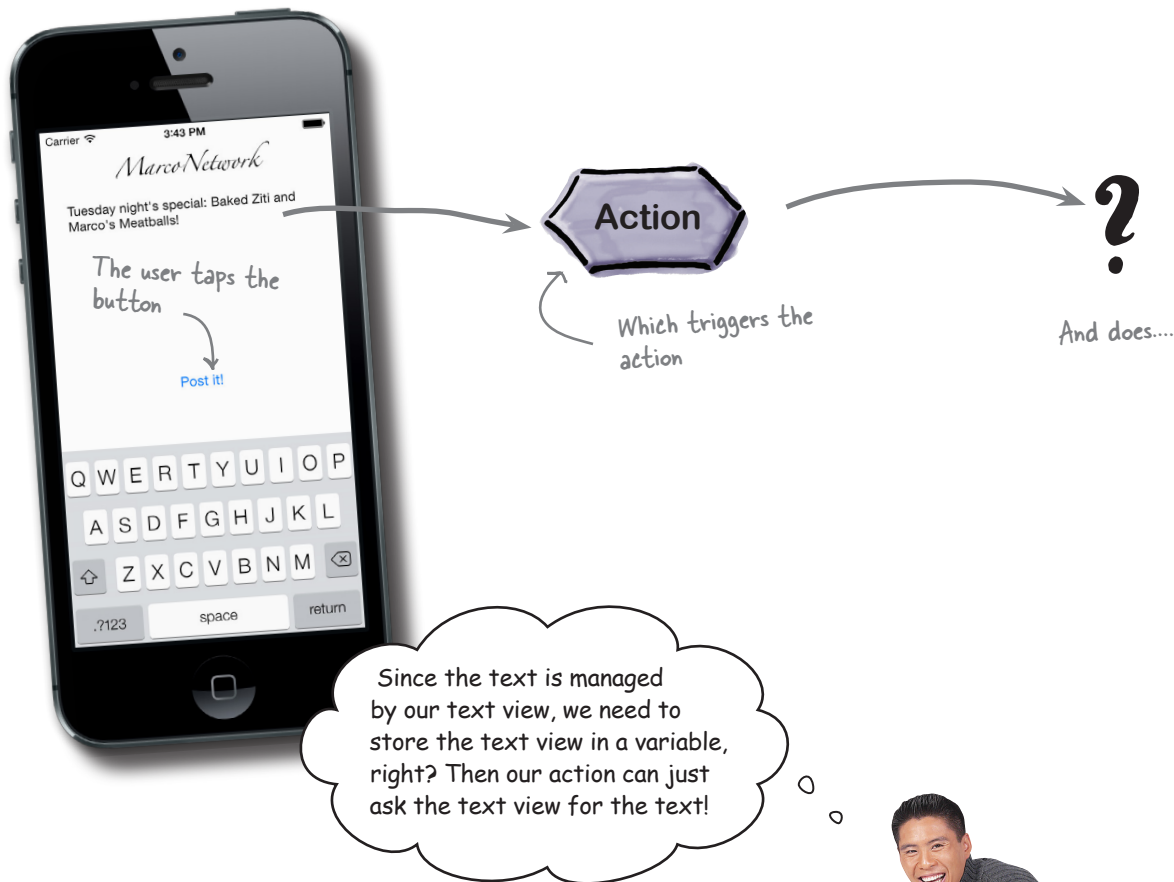 Carrier 3:43 PM
MarcoNetwork
Tuesday night's special: Baked Ziti and
Marco's Meatballs!
The user taps the
button
Post it!
Q W E R T Y U I O P
A S D F G H J K L
Z X C V B N M
.?123 space return
Action
Which triggers the
action
?
And does....
Since the text is managed
by our text view, we need to
store the text view in a variable,
right? Then our action can just
ask the text view for the text!